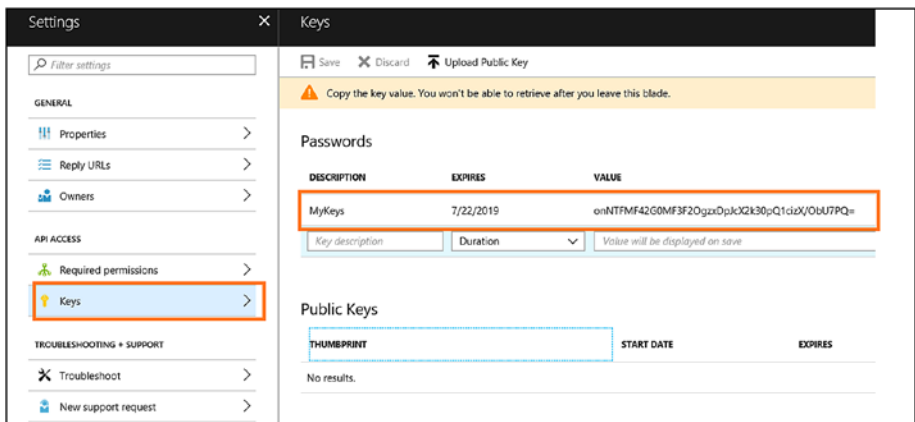 Settings
Keys
Filter settings
Save Discard Upload Public Key
Copy the key value. You won't be able to retrieve after you leave this blade.
GENERAL
Properties
Reply URLs
Owners
API ACCESS
Required permissions
Keys
TROUBLESHOOTING + SUPPORT
Troubleshoot
New support request
Passwords
DESCRIPTION EXPIRES VALUE
MyKeys 7/22/2019 onNTFMF42G0MF3F2OgzxDpJcX2k30pQ1cizX/ObU7PQ=
Key description Duration Value will be displayed on save
Public Keys
THUMBPRINT START DATE EXPIRES
No results.